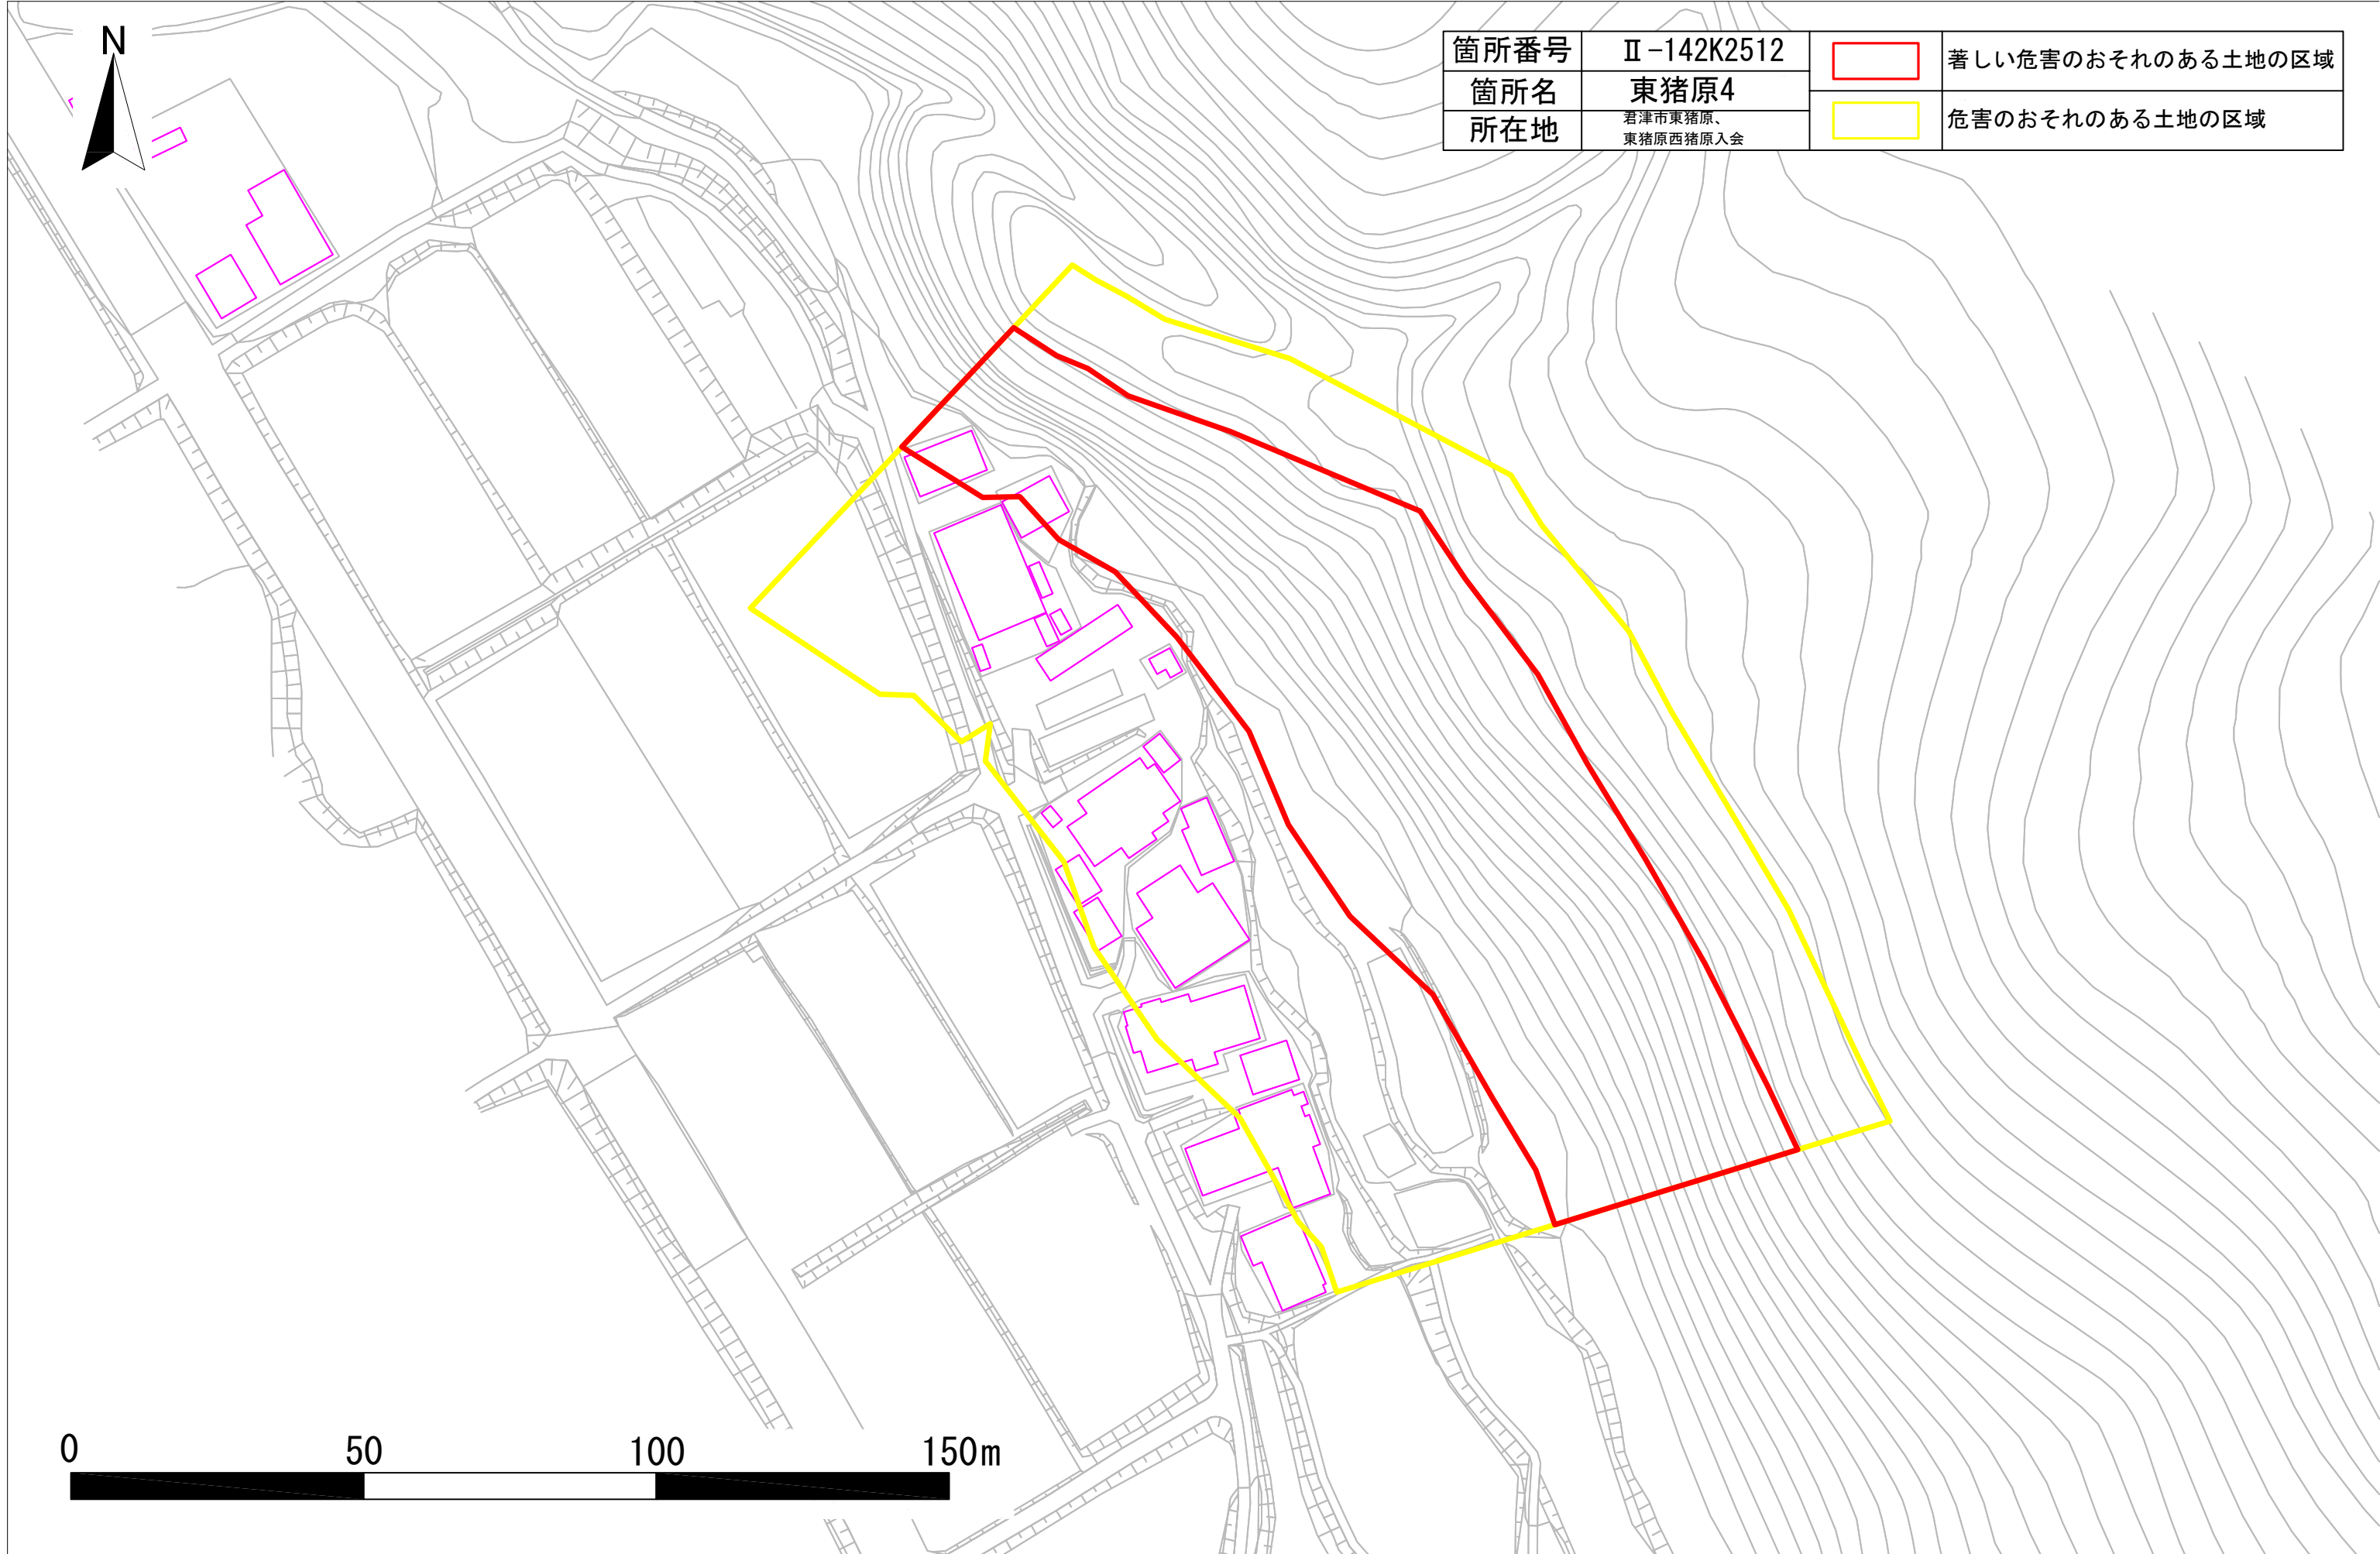 N
箇所番号 Ⅱ-142K2512
箇所名 東猪原4
所在地 君津市東猪原、
東猪原西猪原入会
著しい危害のおそれのある土地の区域
危害のおそれのある土地の区域
0 50 100 150m